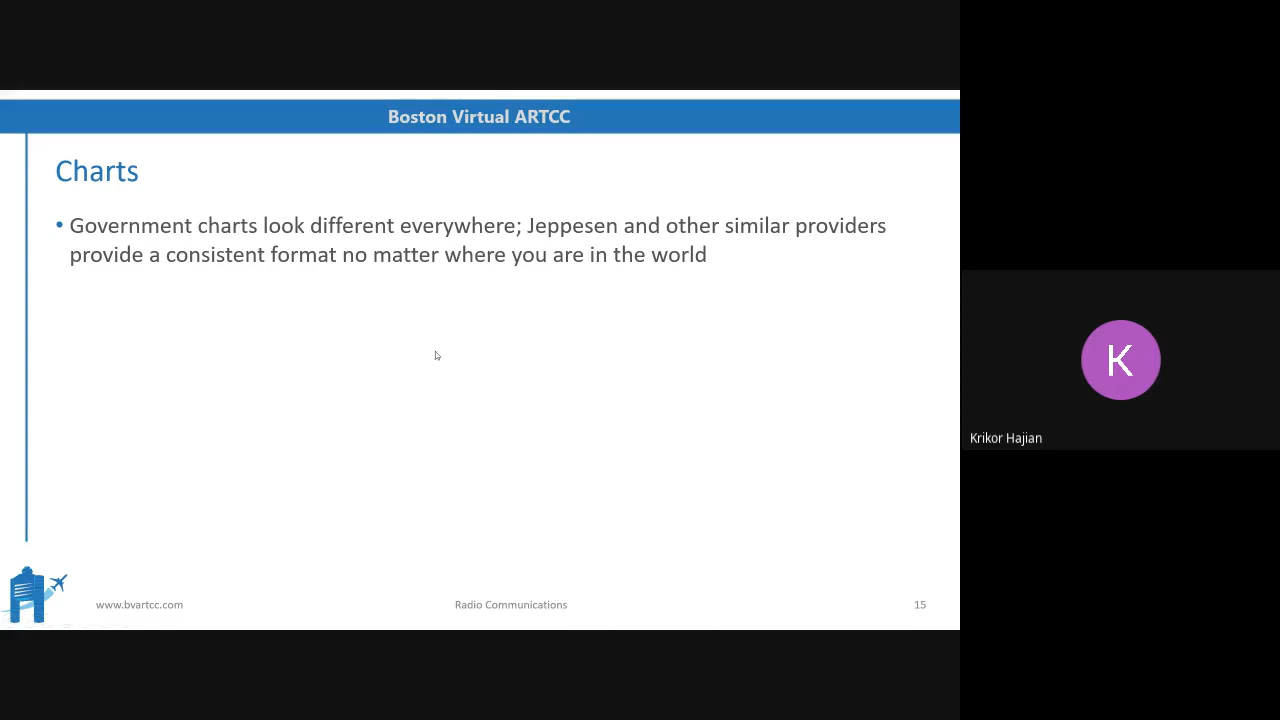 Boston Virtual ARTCC
Charts
• Government charts look different everywhere; Jeppesen and other similar providers
provide a consistent format no matter where you are in the world
K
Krikor Hajian
www.bvartcc.com
Radio Communications
15